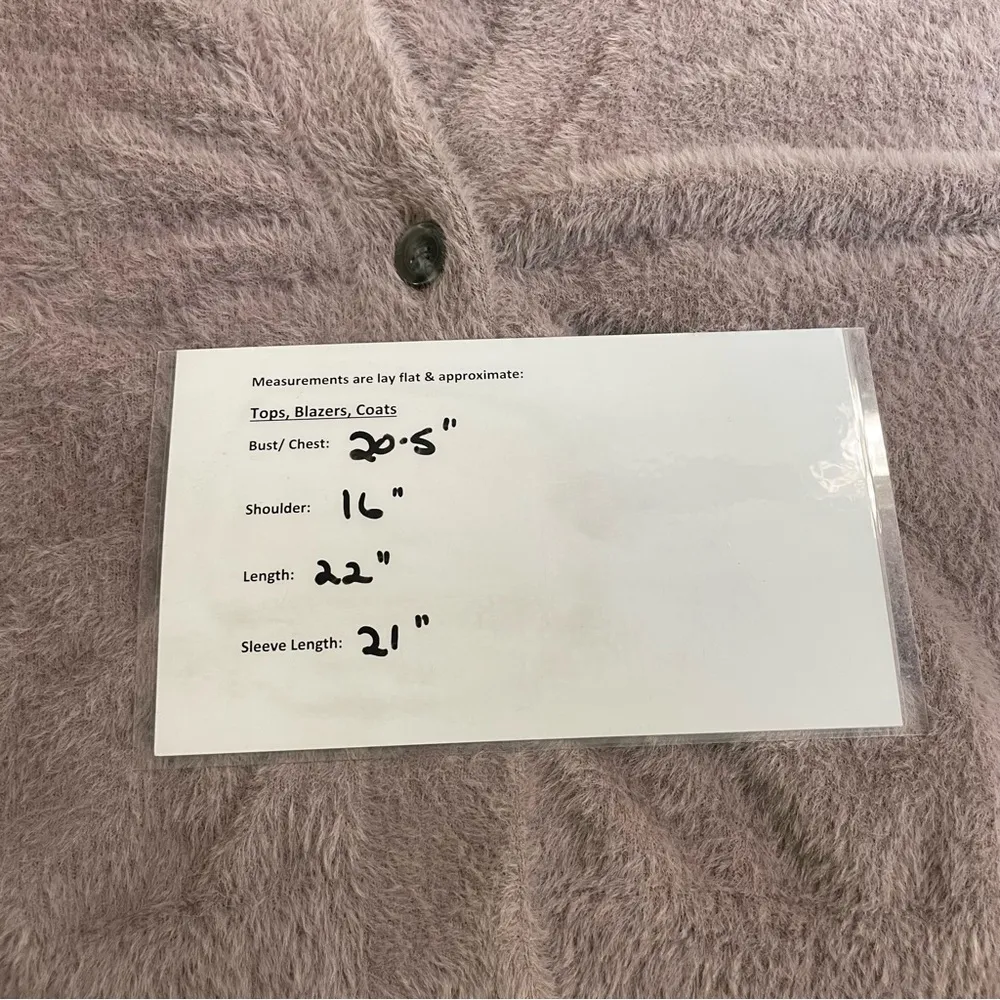 Measurements are lay flat & approximate:
Tops, Blazers, Coats
Bust/ Chest: 20.5"
Shoulder: 16"
Length: 22"
Sleeve Length: 21"